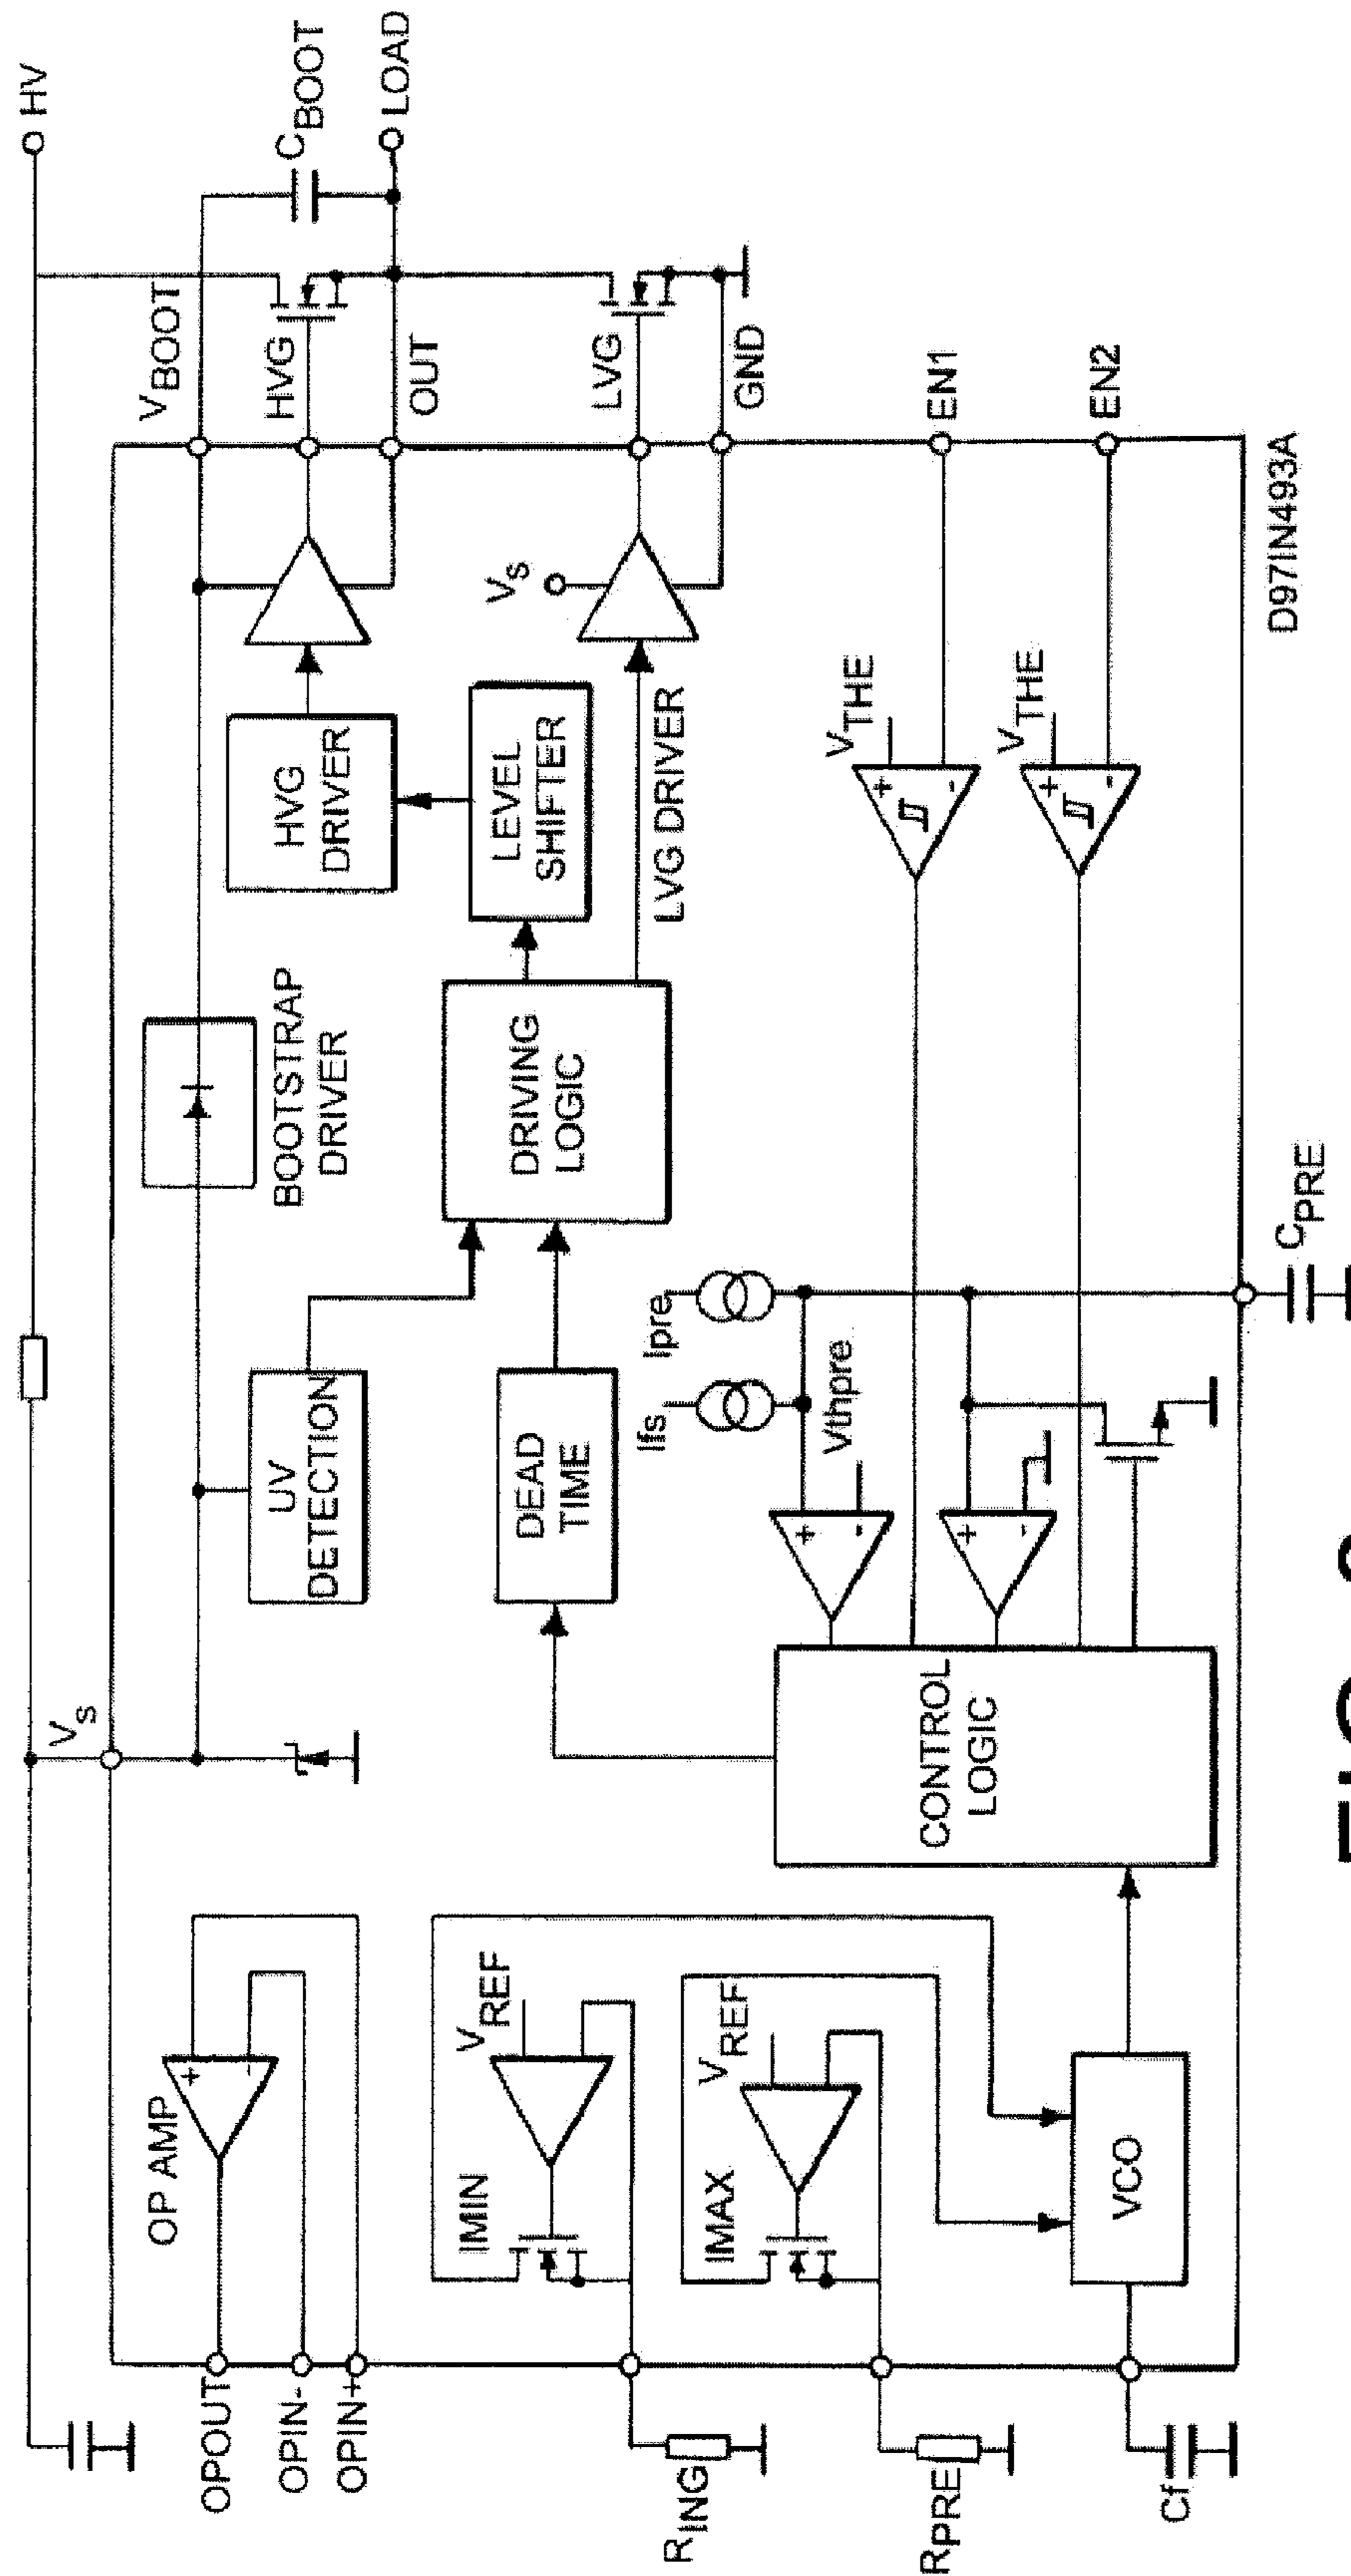 HV
Vs
VBOOT
CBOOT
OP AMP
+
-
OPOUT
OPIN-
OPIN+
UV
DETECTION
BOOTSTRAP
DRIVER
HVG
DRIVER
HVG
OUT
LOAD
IMIN
VREF
DEAD
TIME
DRIVING
LOGIC
LEVEL
SHIFTER
Vs
LVG
LVG DRIVER
GND
RING
IMAX
VREF
Ifs
Ipre
Vthpre
+
-
VTHE
+
-
EN1
CONTROL
LOGIC
+
-
VTHE
+
-
EN2
RPRE
VCO
Cf
CPRE
D97IN493A